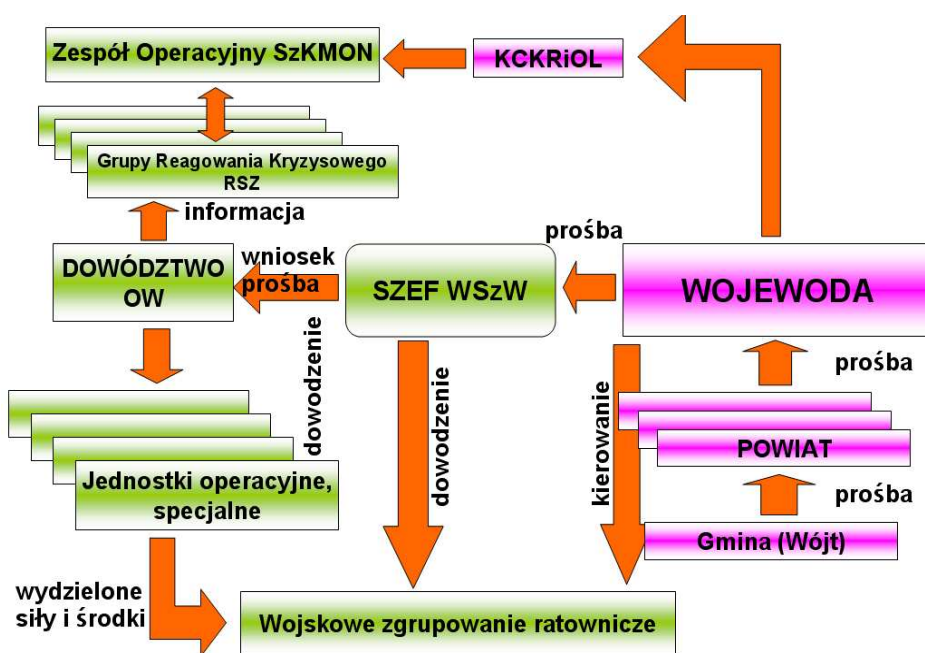 Zespół Operacyjny SzKMON
KCKRiOL
Grupy Reagowania Kryzysowego
RSZ
informacja
DOWÓDZTWO
OW
wniosek
prośba
SZEF WSzW
prośba
WOJEWODA
dowodzenie
dowodzenie
kierowanie
prośba
POWIAT
prośba
Gmina (Wójt)
Jednostki operacyjne,
specjalne
wydzielone
siły i środki
Wojskowe zgrupowanie ratownicze